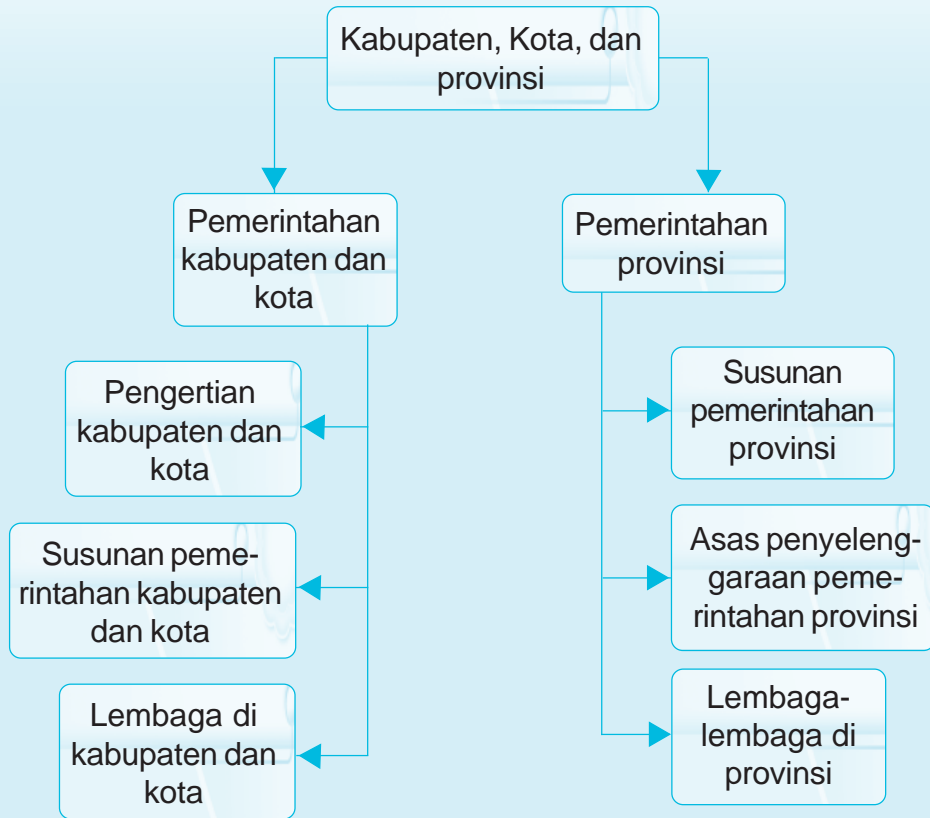 Kabupaten, Kota, dan
provinsi
Pemerintahan
kabupaten dan
kota
Pengertian
kabupaten dan
kota
Susunan peme-
rintahan kabupaten
dan kota
Lembaga di
kabupaten dan
kota
Pemerintahan
provinsi
Susunan
pemerintahan
provinsi
Asas penyeleng-
garaan peme-
rintahan provinsi
Lembaga-
lembaga di
provinsi